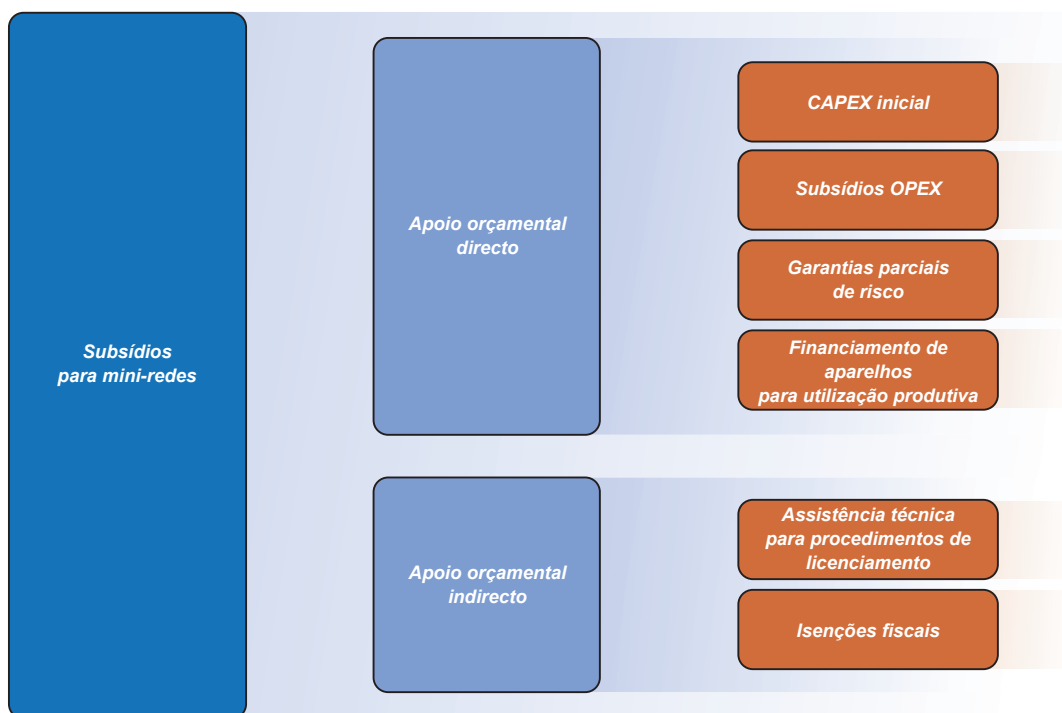 Subsídios
para mini-redes
Apoio orçamental
directo
CAPEX inicial
Subsídios OPEX
Garantias parciais
de risco
Financiamento de
aparelhos
para utilização produtiva
Apoio orçamental
indirecto
Assistência técnica
para procedimentos de
licenciamento
Isenções fiscais